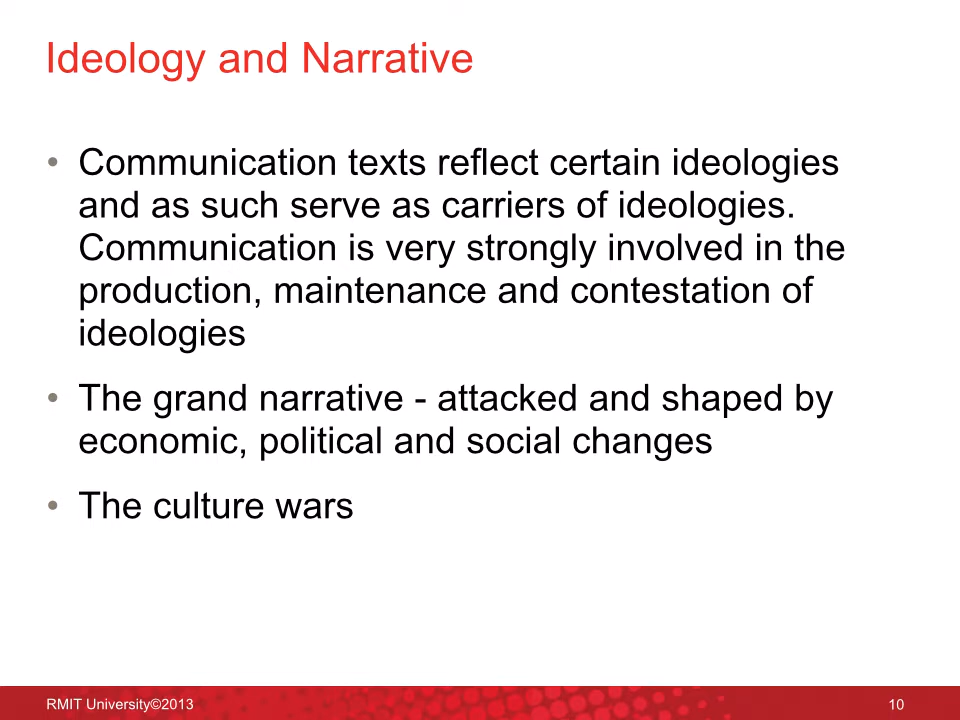 Ideology and Narrative
• Communication texts reflect certain ideologies
and as such serve as carriers of ideologies.
Communication is very strongly involved in the
production, maintenance and contestation of
ideologies
• The grand narrative - attacked and shaped by
economic, political and social changes
• The culture wars
RMIT University©2013
10